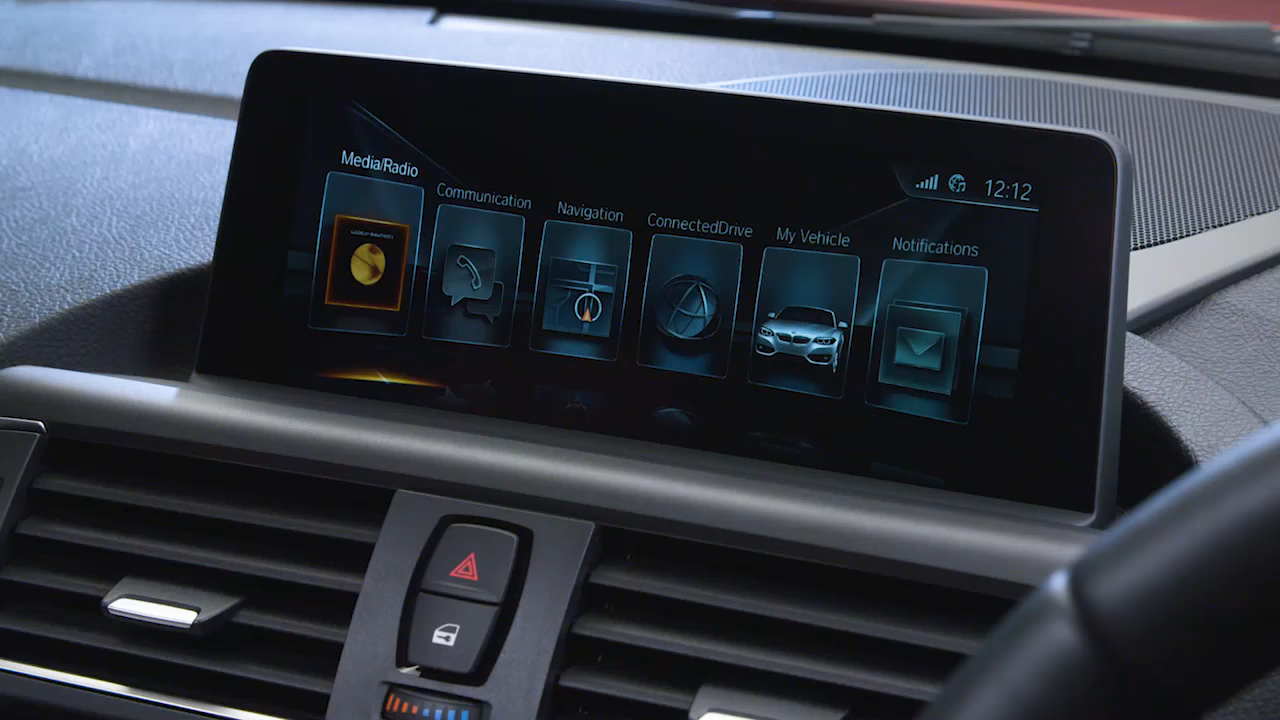 Media/Radio
Communication
Navigation
ConnectedDrive
My Vehicle
Notifications
12:12